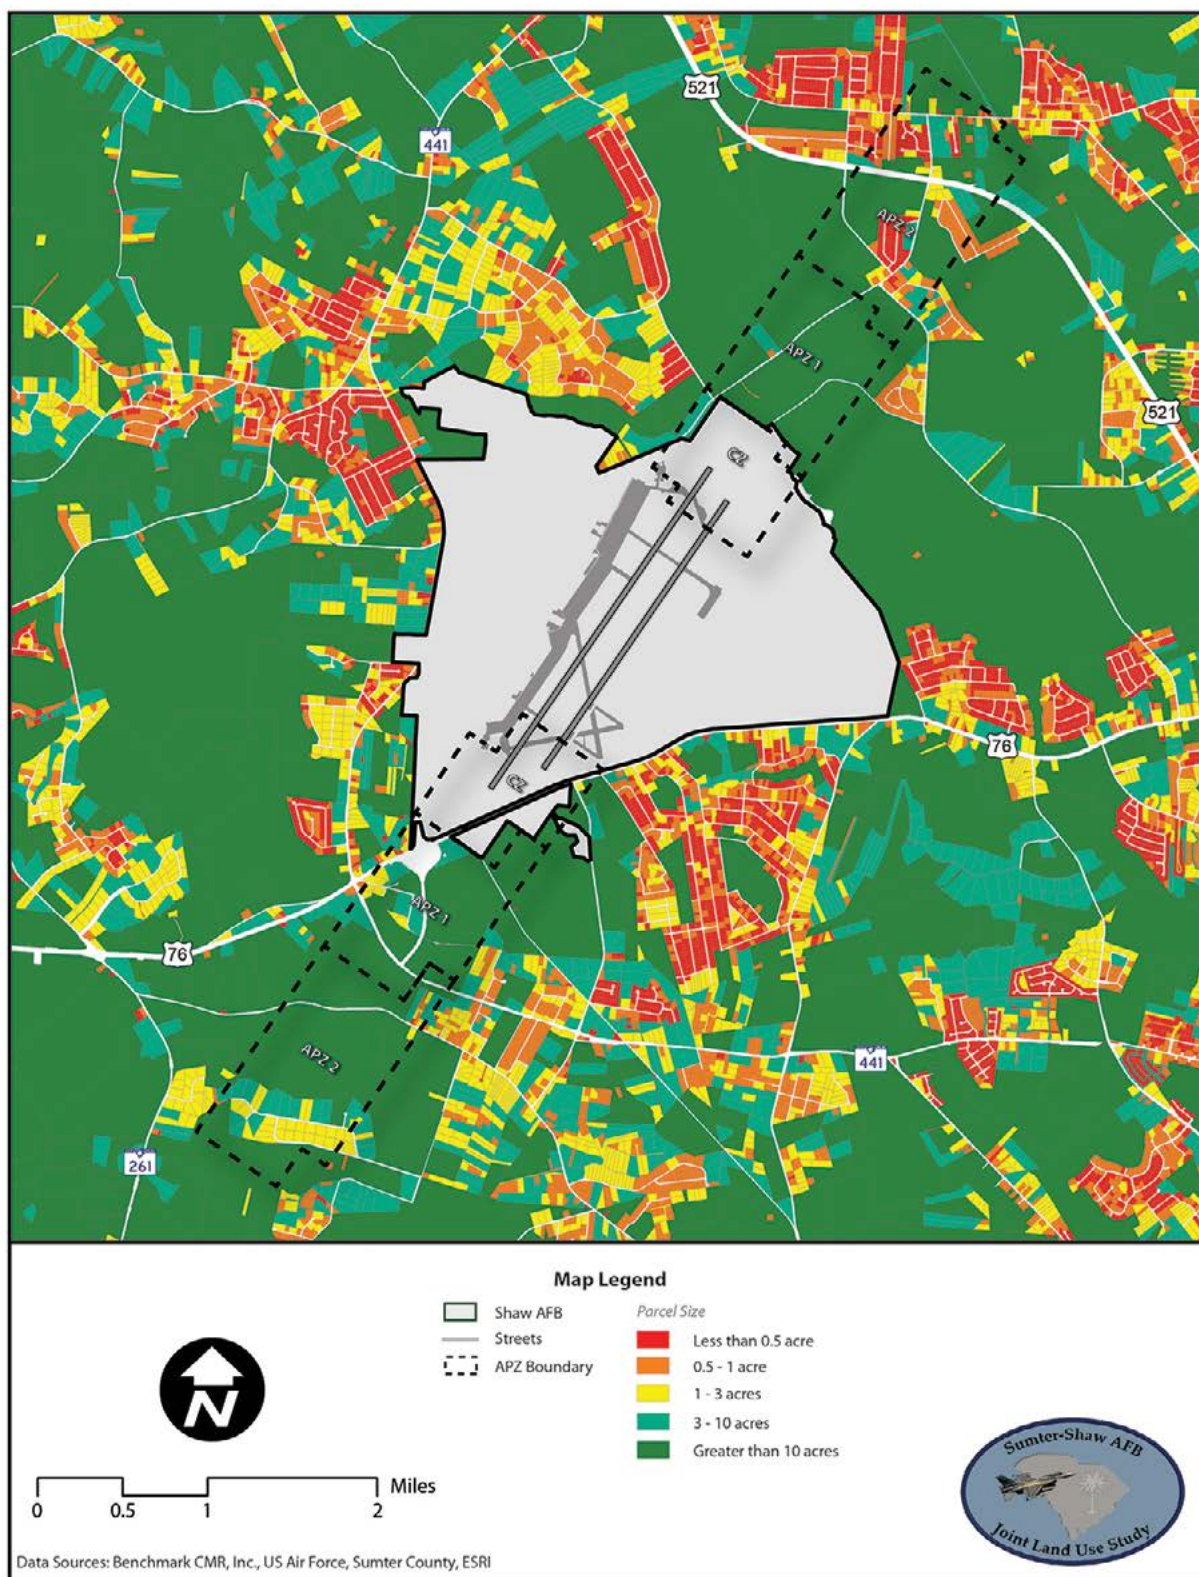 521
441
APZ 2
APZ 1
521
CZ
76
CZ
APZ 1
76
APZ 2
441
261
Map Legend
Shaw AFB
Streets
APZ Boundary
Parcel Size
Less than 0.5 acre
0.5 - 1 acre
1 - 3 acres
3 - 10 acres
Greater than 10 acres
N
Miles
0 0.5 1 2
Sumter-Shaw AFB
Joint Land Use Study
Data Sources: Benchmark CMR, Inc., US Air Force, Sumter County, ESRI